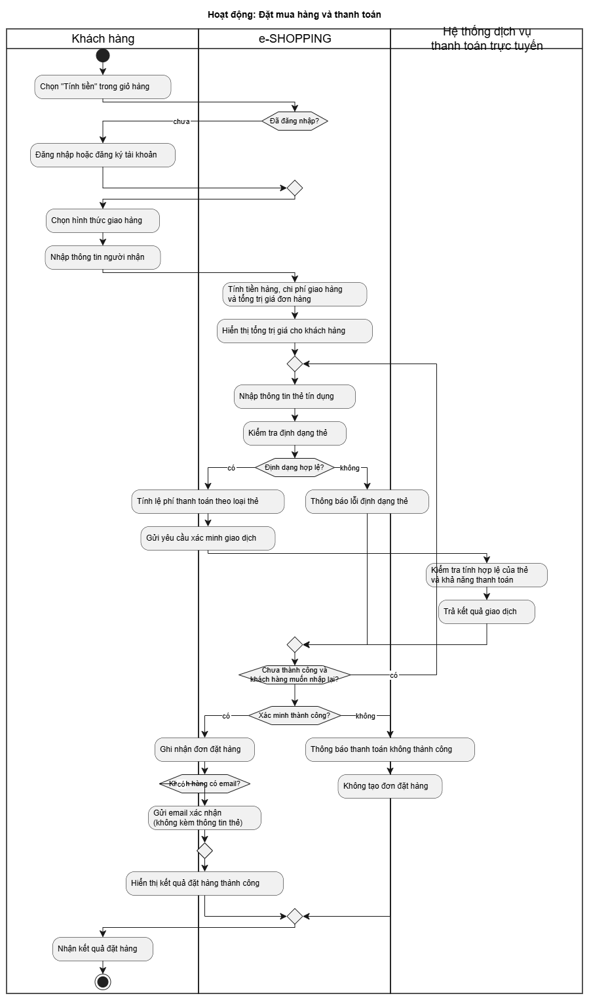 Hoạt động: Đặt mua hàng và thanh toán
Khách hàng
e-SHOPPING
Hệ thống dịch vụ
thanh toán trực tuyến
Chọn "Tính tiền" trong giỏ hàng
Đã đăng nhập?
chưa
Đăng nhập hoặc đăng ký tài khoản
Chọn hình thức giao hàng
Nhập thông tin người nhận
Tính tiền hàng, chi phí giao hàng
và tổng trị giá đơn hàng
Hiển thị tổng trị giá cho khách hàng
Nhập thông tin thẻ tín dụng
Kiểm tra định dạng thẻ
Định dạng hợp lệ?
có
không
Tính lệ phí thanh toán theo loại thẻ
Thông báo lỗi định dạng thẻ
Gửi yêu cầu xác minh giao dịch
Kiểm tra tính hợp lệ của thẻ
và khả năng thanh toán
Trả kết quả giao dịch
Chưa thành công và
khách hàng muốn nhập lại?
có
Xác minh thành công?
có
không
Ghi nhận đơn đặt hàng
Thông báo thanh toán không thành công
Khách hàng có email?
có
Không tạo đơn đặt hàng
Gửi email xác nhận
(không kèm thông tin thẻ)
Hiển thị kết quả đặt hàng thành công
Nhận kết quả đặt hàng